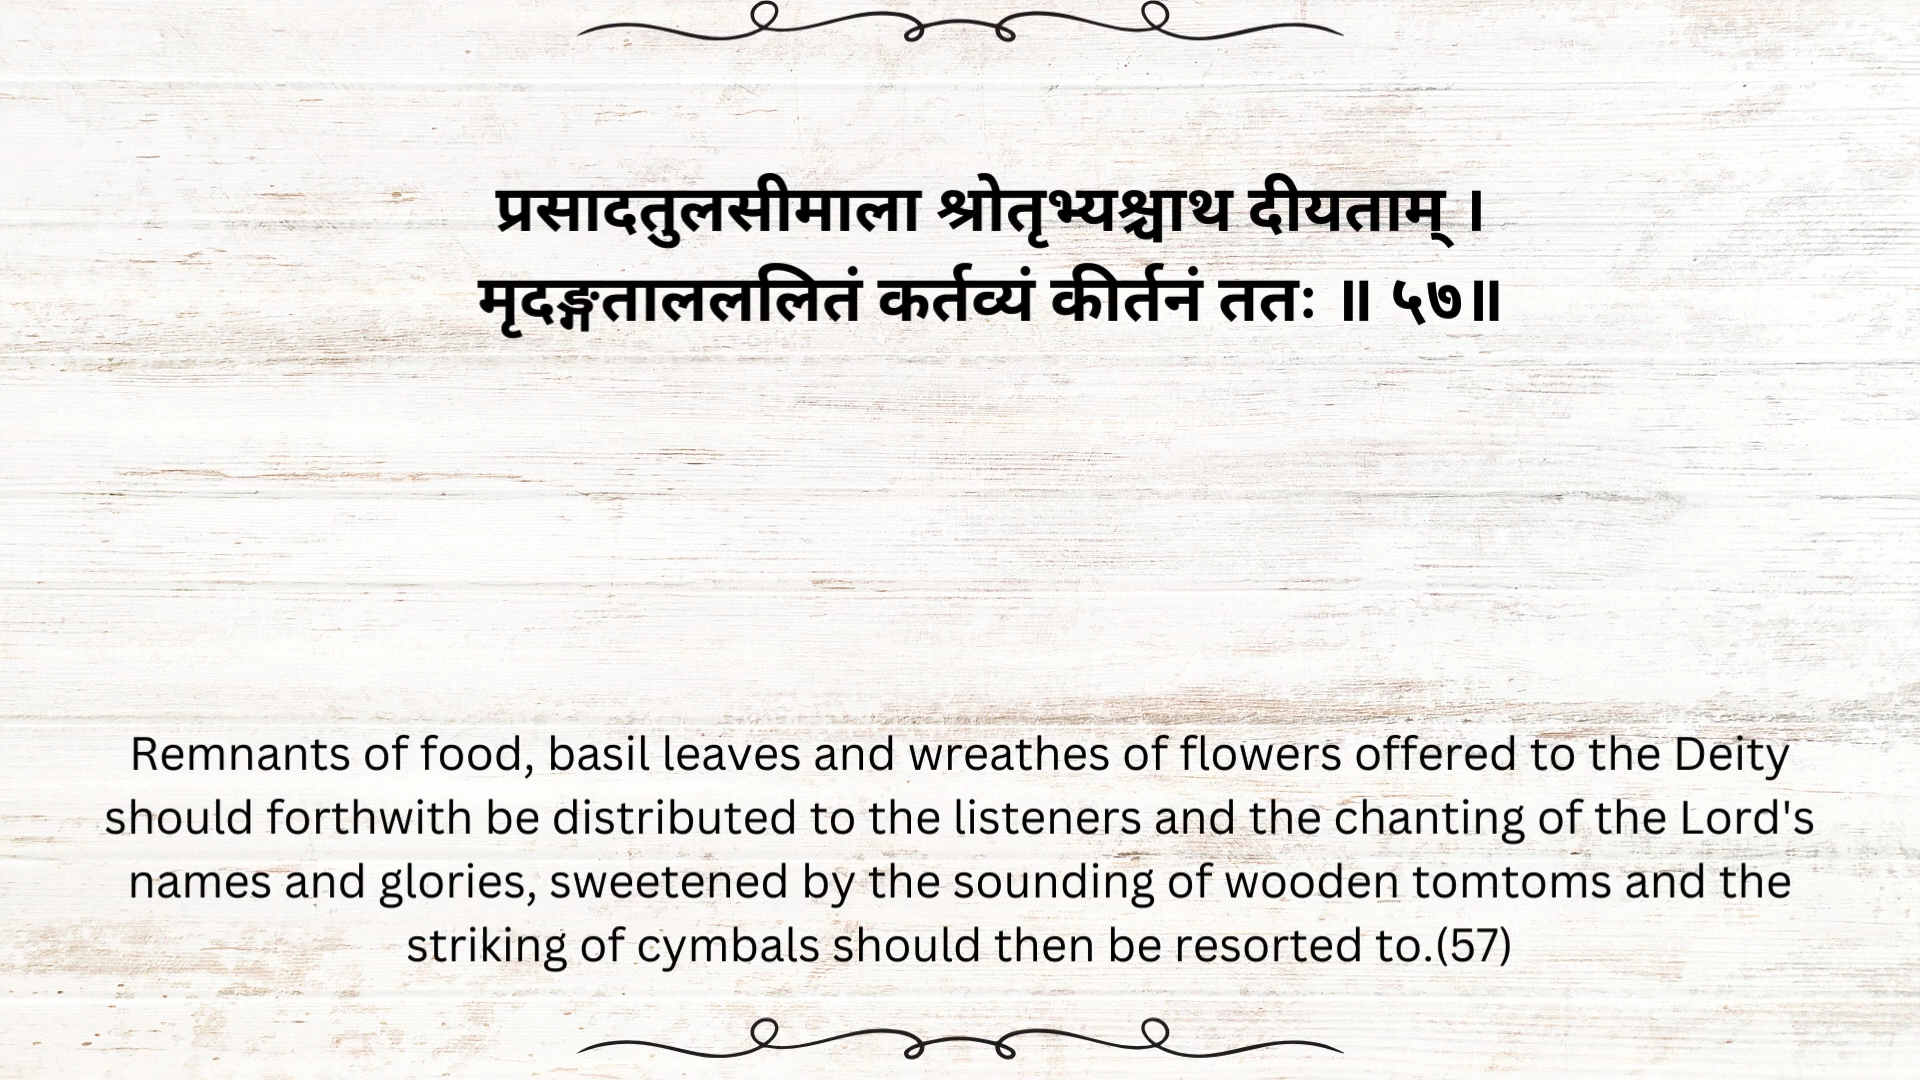 प्रसादतुलसीमाला श्रोतृभ्यश्चाथ दीयताम् ।
मृदङ्गतालललितं कर्तव्यं कीर्तनं ततः ॥ ५७॥
Remnants of food, basil leaves and wreathes of flowers offered to the Deity
should forthwith be distributed to the listeners and the chanting of the Lord's
names and glories, sweetened by the sounding of wooden tomtoms and the
striking of cymbals should then be resorted to.(57)